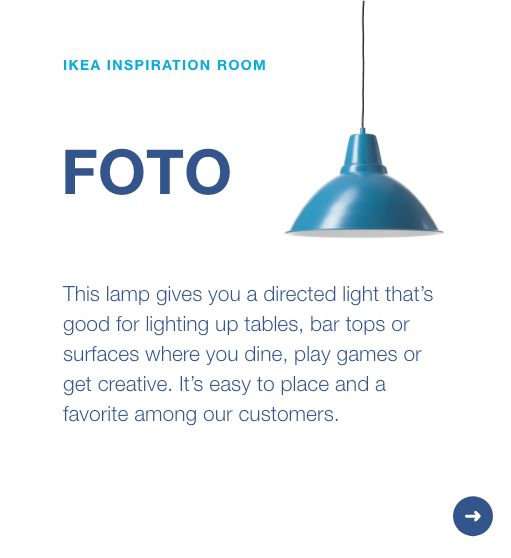 IKEA INSPIRATION ROOM
FOTO
This lamp gives you a directed light that’s
good for lighting up tables, bar tops or
surfaces where you dine, play games or
get creative. It’s easy to place and a
favorite among our customers.